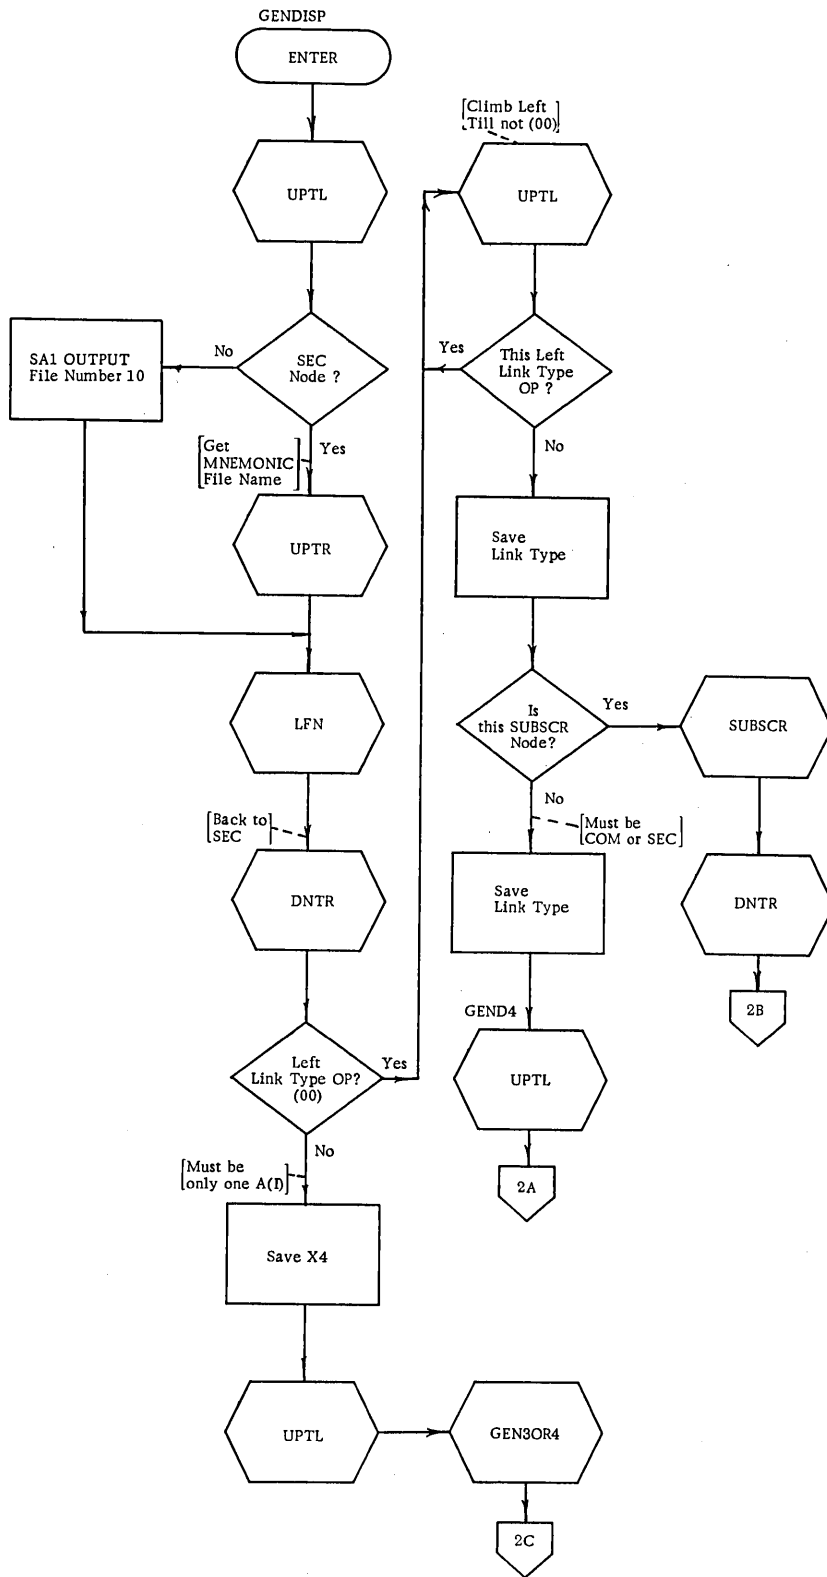 GENDISP
ENTER
UPTL
SEC
Node ?
No
SA1 OUTPUT
File Number 10
Yes
[Get
MNEMONIC
File Name]
UPTR
LFN
[Back to
SEC]
DNTR
Left
Link Type OP?
(00)
Yes
No
[Must be
only one A(I)]
Save X4
UPTL
GEN3OR4
2C
[Climb Left
Till not (00)]
UPTL
This Left
Link Type
OP ?
Yes
No
Save
Link Type
Is
this SUBSCR
Node?
Yes
SUBSCR
DNTR
2B
No
[Must be
COM or SEC]
Save
Link Type
GEND4
UPTL
2A